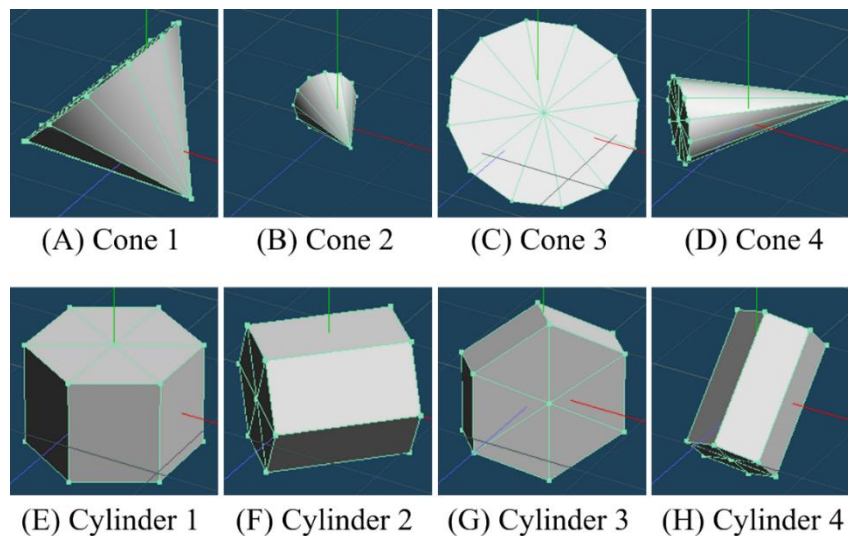 (A) Cone 1
(B) Cone 2
(C) Cone 3
(D) Cone 4
(E) Cylinder 1
(F) Cylinder 2
(G) Cylinder 3
(H) Cylinder 4